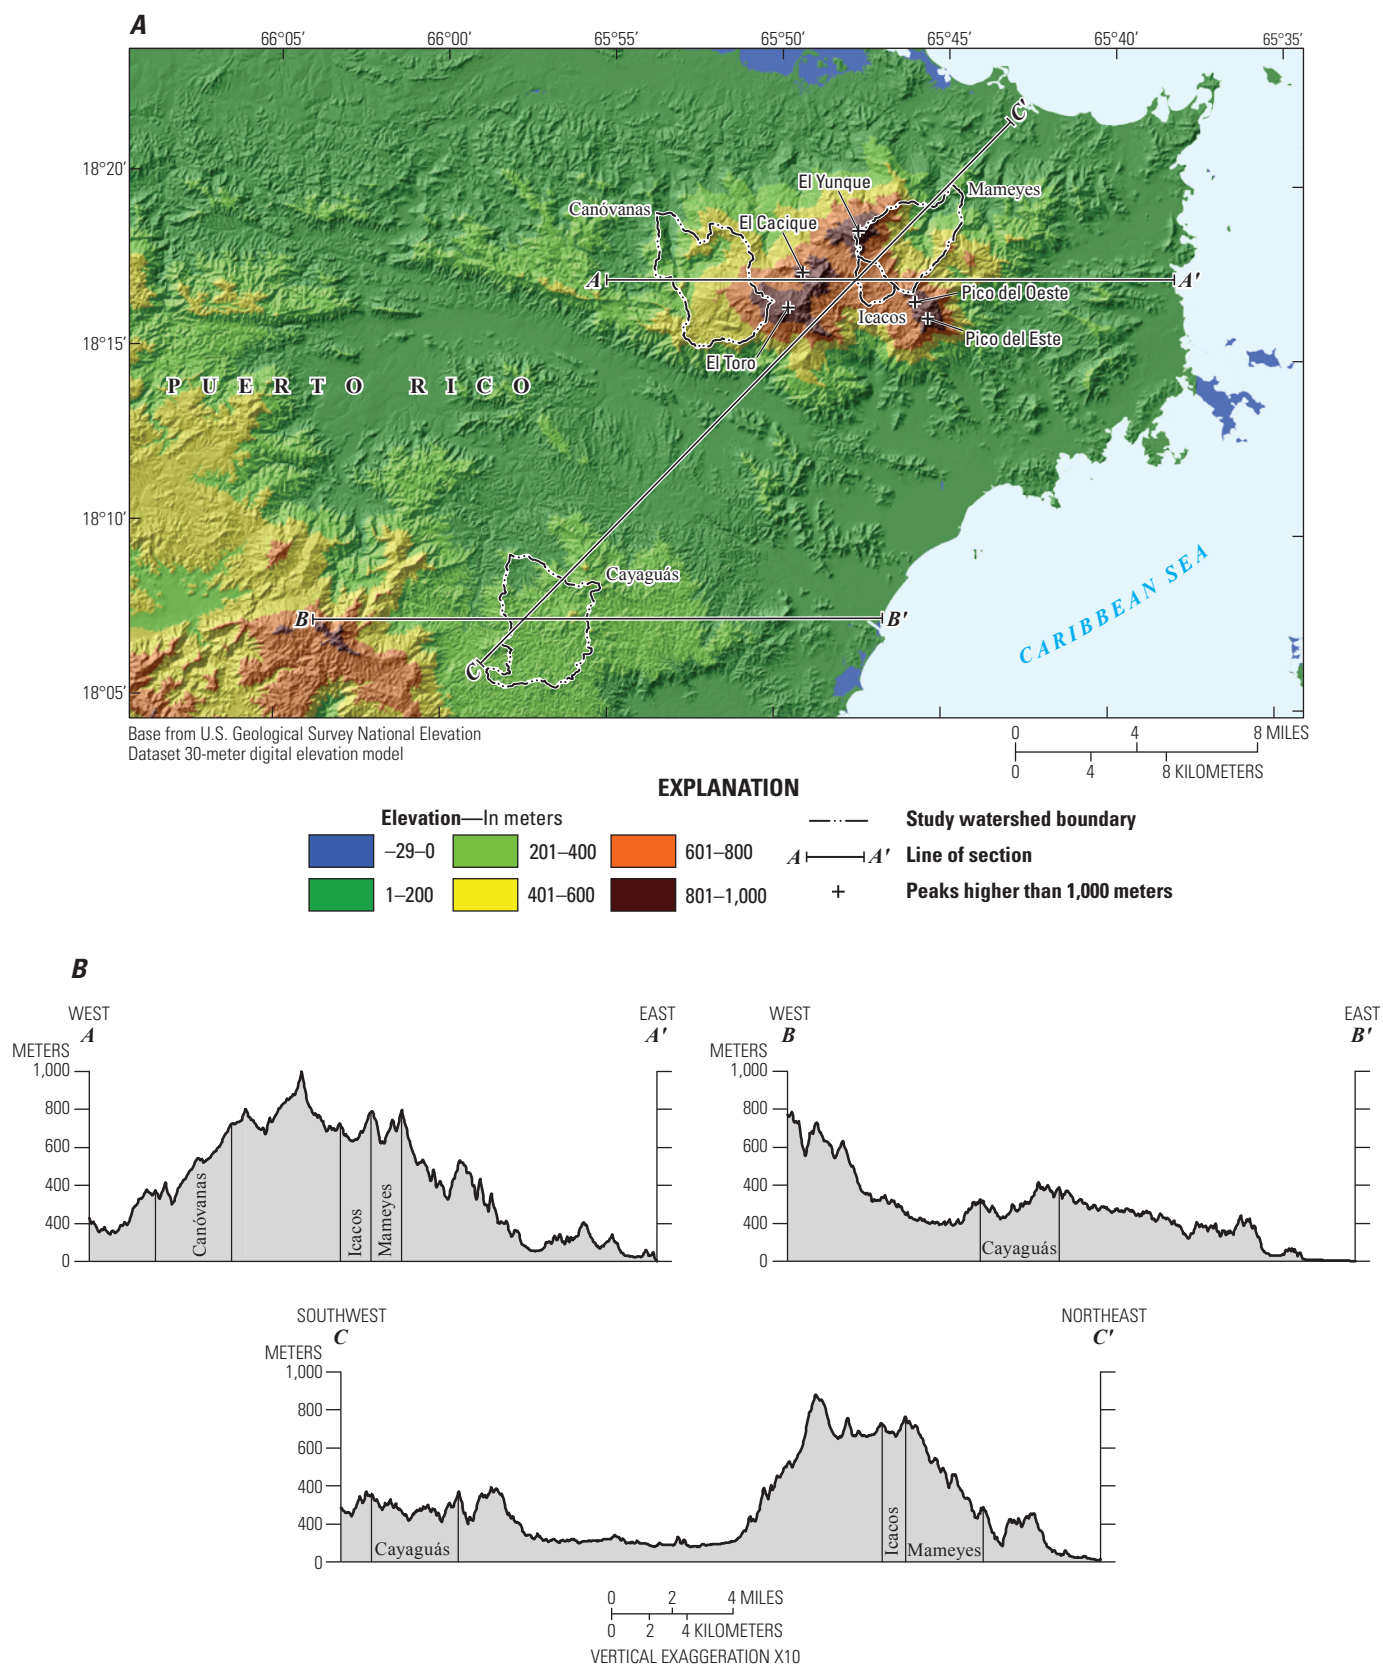 A
66°05′ 66°00′ 65°55′ 65°50′ 65°45′ 65°40′ 65°35′
C′
18°20′
El Yunque
Mameyes
Canóvanas
El Cacique
A
A′
Pico del Oeste
Icacos
Pico del Este
18°15′
El Toro
PUERTO RICO
18°10′
CARIBBEAN SEA
Cayaguás
B
B′
C
18°05′
Base from U.S. Geological Survey National Elevation
Dataset 30-meter digital elevation model
0 4 8 MILES
0 4 8 KILOMETERS
EXPLANATION
Elevation—In meters
–29–0
1–200
201–400
401–600
601–800
801–1,000
Study watershed boundary
A A′ Line of section
+ Peaks higher than 1,000 meters
B
WEST
A
EAST
A′
METERS
1,000
800
600
400
400
0
Canóvanas
Icacos
Mameyes
WEST
B
EAST
B′
METERS
1,000
800
600
400
400
0
Cayaguás
SOUTHWEST
C
NORTHEAST
C′
METERS
1,000
800
600
400
400
0
Cayaguás
Icacos
Mameyes
0 2 4 MILES
0 2 4 KILOMETERS
VERTICAL EXAGGERATION X10